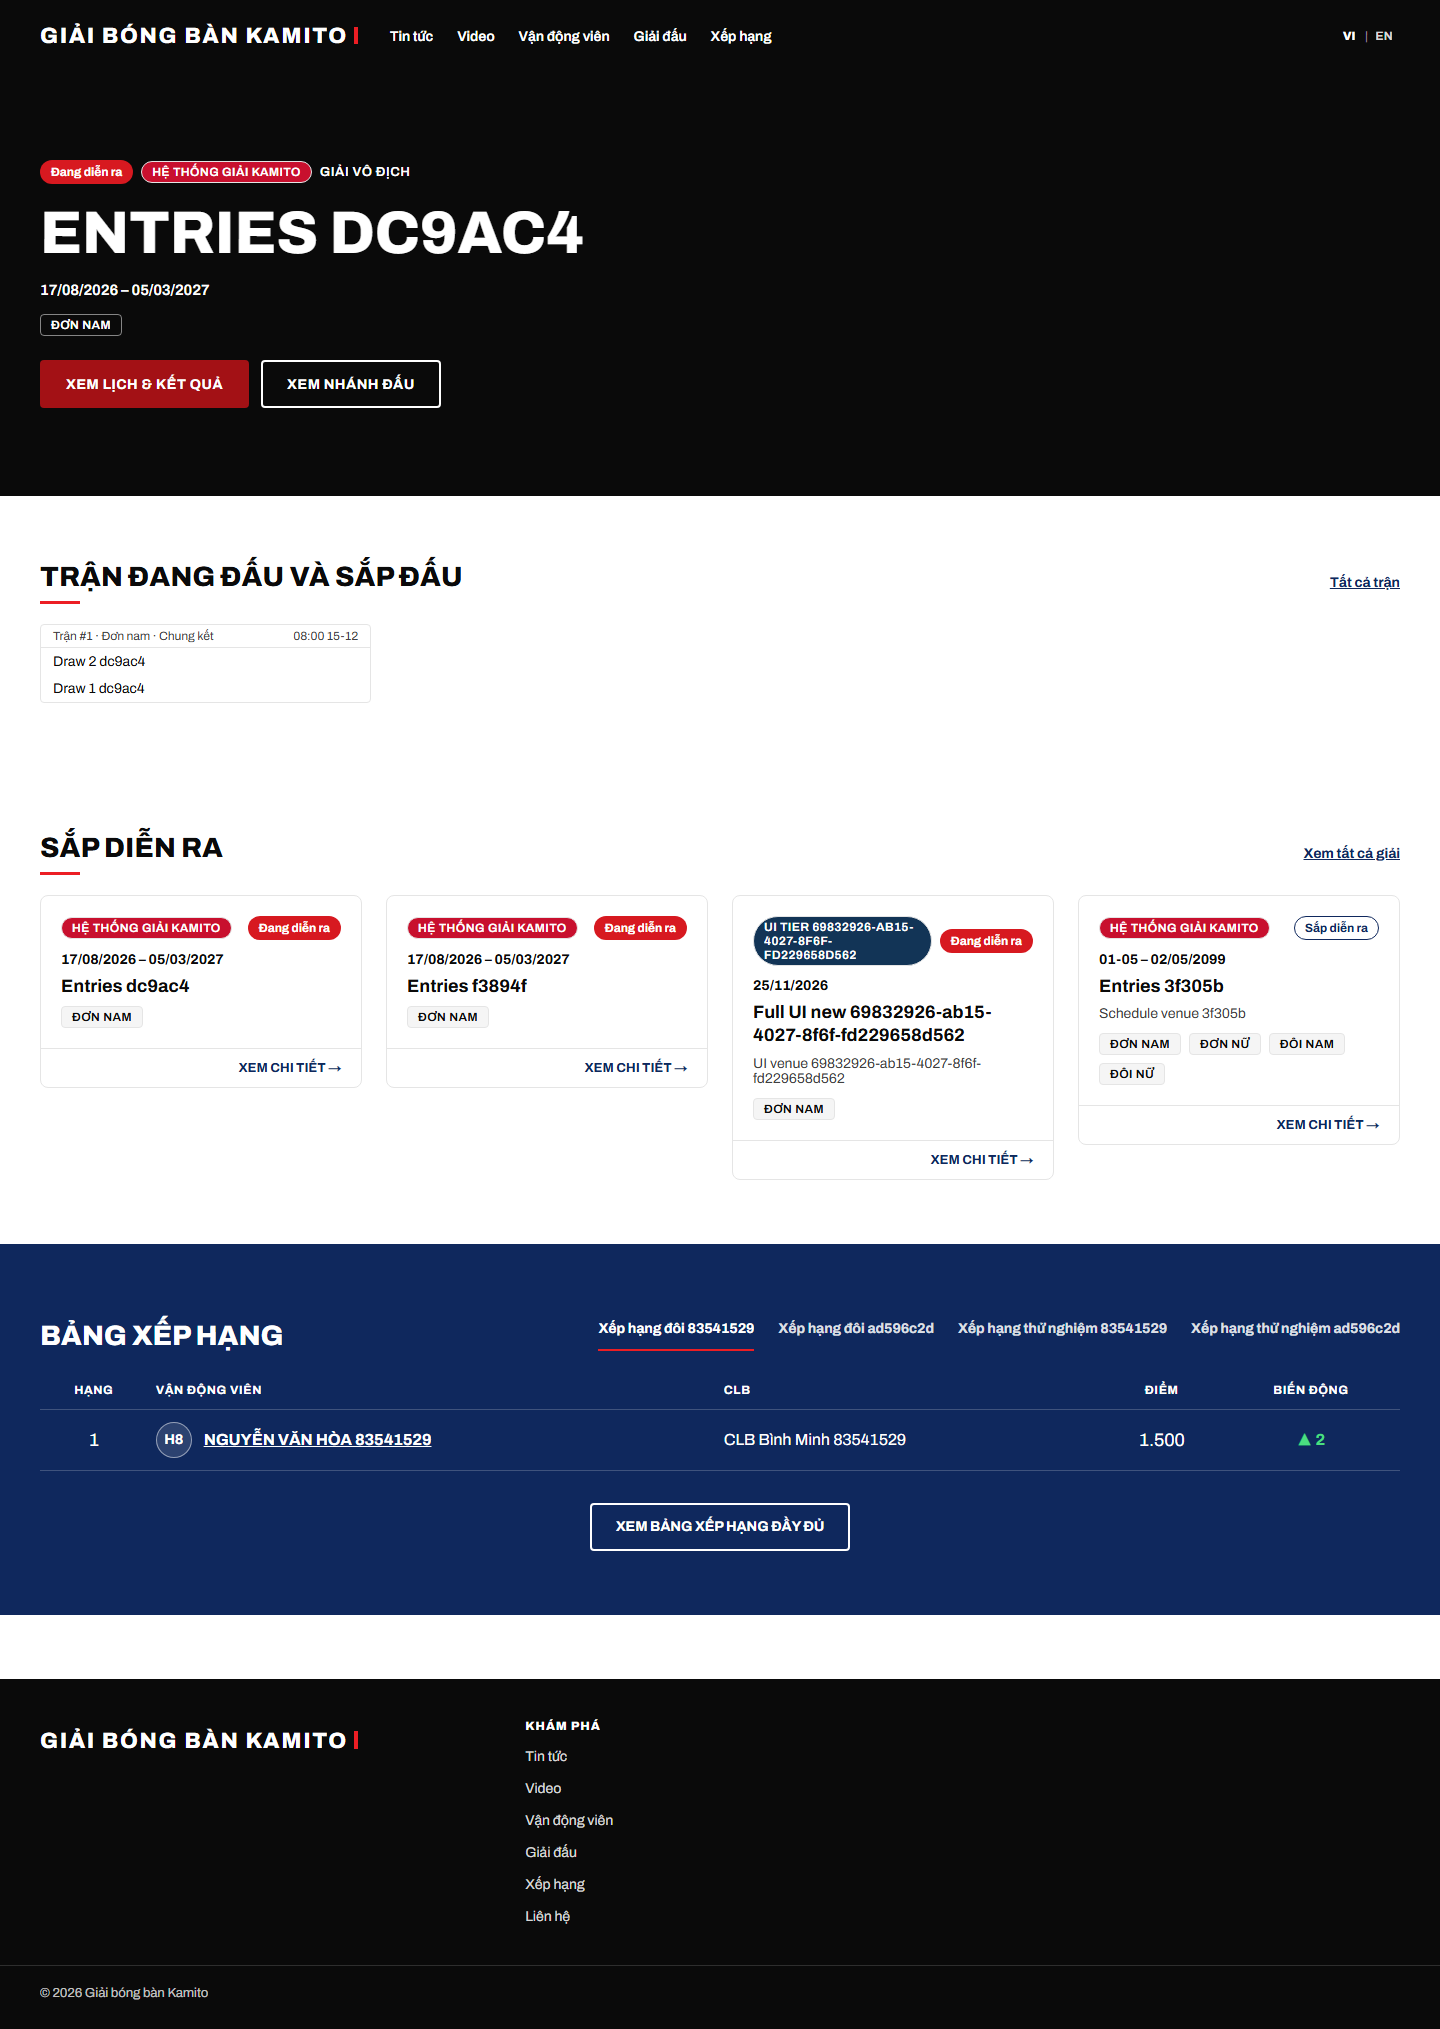 GIẢI BÓNG BÀN KAMITO
Tin tức
Video
Vận động viên
Giải đấu
Xếp hạng
VI | EN
Đang diễn ra
HỆ THỐNG GIẢI KAMITO
GIẢI VÔ ĐỊCH
ENTRIES DC9AC4
17/08/2026 – 05/03/2027
ĐƠN NAM
XEM LỊCH & KẾT QUẢ
XEM NHÁNH ĐẤU
TRẬN ĐANG ĐẤU VÀ SẮP ĐẤU
Tất cả trận
Trận #1 · Đơn nam · Chung kết
08:00 15-12
Draw 2 dc9ac4
Draw 1 dc9ac4
SẮP DIỄN RA
Xem tất cả giải
HỆ THỐNG GIẢI KAMITO
Đang diễn ra
17/08/2026 – 05/03/2027
Entries dc9ac4
ĐƠN NAM
XEM CHI TIẾT →
HỆ THỐNG GIẢI KAMITO
Đang diễn ra
17/08/2026 – 05/03/2027
Entries f3894f
ĐƠN NAM
XEM CHI TIẾT →
UI TIER 69832926-AB15-
4027-8F6F-
FD229658D562
Đang diễn ra
25/11/2026
Full UI new 69832926-ab15-
4027-8f6f-fd229658d562
UI venue 69832926-ab15-4027-8f6f-
fd229658d562
ĐƠN NAM
XEM CHI TIẾT →
HỆ THỐNG GIẢI KAMITO
Sắp diễn ra
01-05 – 02/05/2099
Entries 3f305b
Schedule venue 3f305b
ĐƠN NAM
ĐƠN NỮ
ĐÔI NAM
ĐÔI NỮ
XEM CHI TIẾT →
BẢNG XẾP HẠNG
Xếp hạng đôi 83541529
Xếp hạng đôi ad596c2d
Xếp hạng thử nghiệm 83541529
Xếp hạng thử nghiệm ad596c2d
HẠNG
VẬN ĐỘNG VIÊN
CLB
ĐIỂM
BIẾN ĐỘNG
1
H8
NGUYỄN VĂN HÒA 83541529
CLB Bình Minh 83541529
1.500
▲ 2
XEM BẢNG XẾP HẠNG ĐẦY ĐỦ
GIẢI BÓNG BÀN KAMITO
KHÁM PHÁ
Tin tức
Video
Vận động viên
Giải đấu
Xếp hạng
Liên hệ
© 2026 Giải bóng bàn Kamito